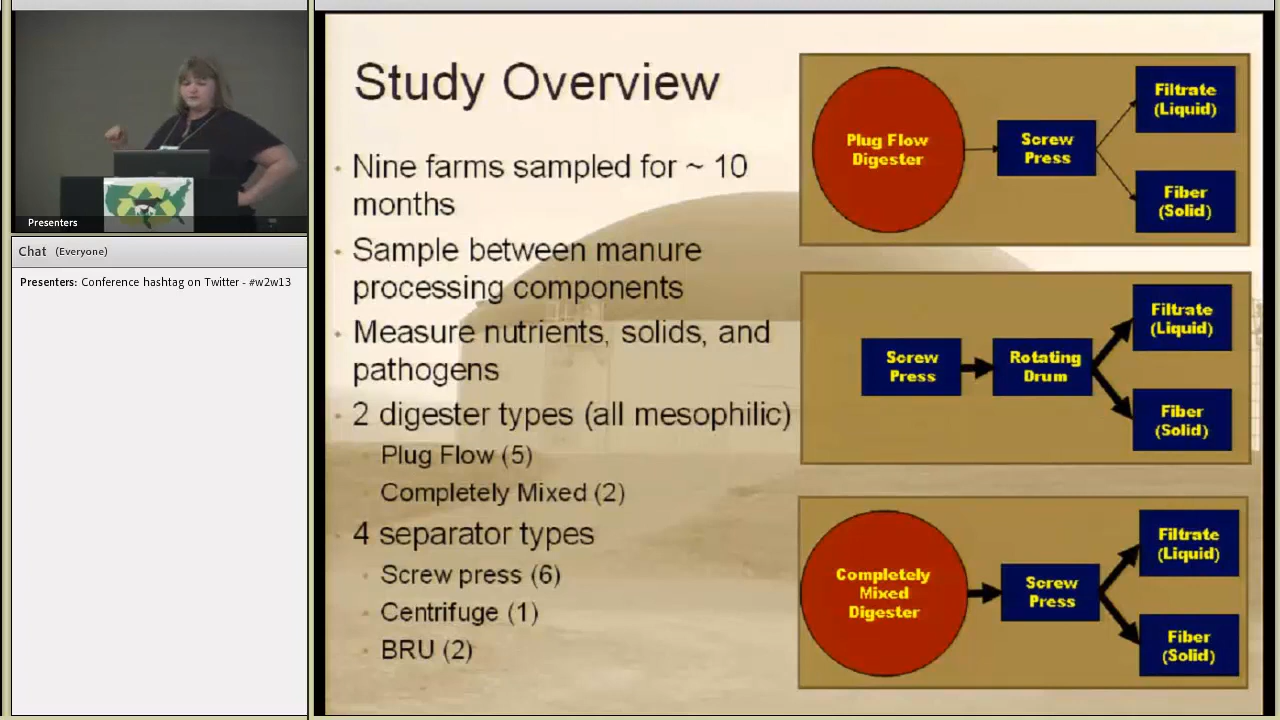 Presenters
Chat (Everyone)
Presenters: Conference hashtag on Twitter - #w2w13
Study Overview
Nine farms sampled for ~ 10
months
Sample between manure
processing components
Measure nutrients, solids, and
pathogens
2 digester types (all mesophilic)
Plug Flow (5)
Completely Mixed (2)
4 separator types
Screw press (6)
Centrifuge (1)
BRU (2)
Plug Flow
Digester
Screw
Press
Filtrate
(Liquid)
Fiber
(Solid)
Screw
Press
Rotating
Drum
Filtrate
(Liquid)
Fiber
(Solid)
Completely
Mixed
Digester
Screw
Press
Filtrate
(Liquid)
Fiber
(Solid)